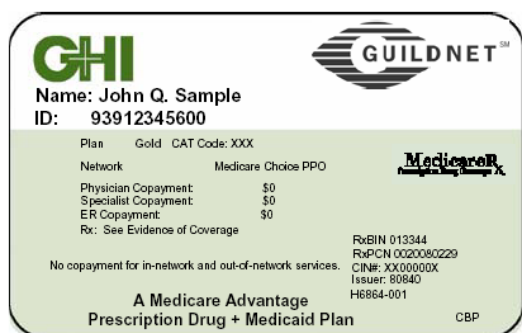 GHI
GUILDNET SM
Name: John Q. Sample
ID: 93912345600
Plan Gold CAT Code: XXX
Network Medicare Choice PPO
MedicareRx
Prescription Drug Coverage
Physician Copayment: $0
Specialist Copayment: $0
ER Copayment: $0
Rx: See Evidence of Coverage
No copayment for in-network and out-of-network services.
RxBIN 013344
RxPCN 0020080229
CIN#: XX00000X
Issuer: 80840
H6864-001
A Medicare Advantage
Prescription Drug + Medicaid Plan
CBP